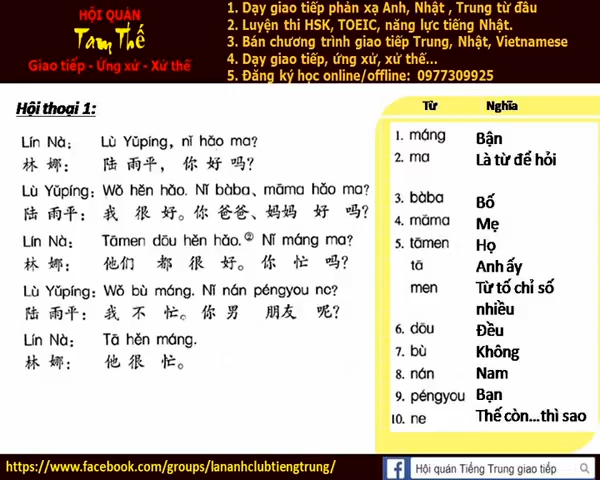 HỘI QUÁN
Tam Thế
Giao tiếp - Ứng xử - Xử thế
1. Dạy giao tiếp phản xạ Anh, Nhật , Trung từ đầu
2. Luyện thi HSK, TOEIC, năng lực tiếng Nhật.
3. Bán chương trình giao tiếp Trung, Nhật, Vietnamese
4. Dạy giao tiếp, ứng xử, xử thế...
5. Đăng ký học online/offline: 0977309925
Hội thoại 1:
Lín Nà: Lù Yǔpíng, nǐ hǎo ma?
林 娜: 陆 雨平, 你 好 吗?
Lù Yǔpíng: Wǒ hěn hǎo. Nǐ bàba、māma hǎo ma?
陆 雨平: 我 很 好。你 爸爸、妈妈 好 吗?
Lín Nà: Tāmen dōu hěn hǎo.② Nǐ máng ma?
林 娜: 他们 都 很 好。你 忙 吗?
Lù Yǔpíng: Wǒ bù máng. Nǐ nán péngyou ne?
陆 雨平: 我 不 忙。你 男 朋友 呢?
Lín Nà: Tā hěn máng.
林 娜: 他 很 忙。
Từ Nghĩa
1. máng Bận
2. ma Là từ để hỏi
3. bàba Bố
4. māma Mẹ
5. tāmen Họ
tā Anh ấy
men Từ tố chỉ số
nhiều
6. dōu Đều
7. bù Không
8. nán Nam
9. péngyou Bạn
10. ne Thế còn...thì sao
https://www.facebook.com/groups/lananhclubtiengtrung/
f Hội quán Tiếng Trung giao tiếp